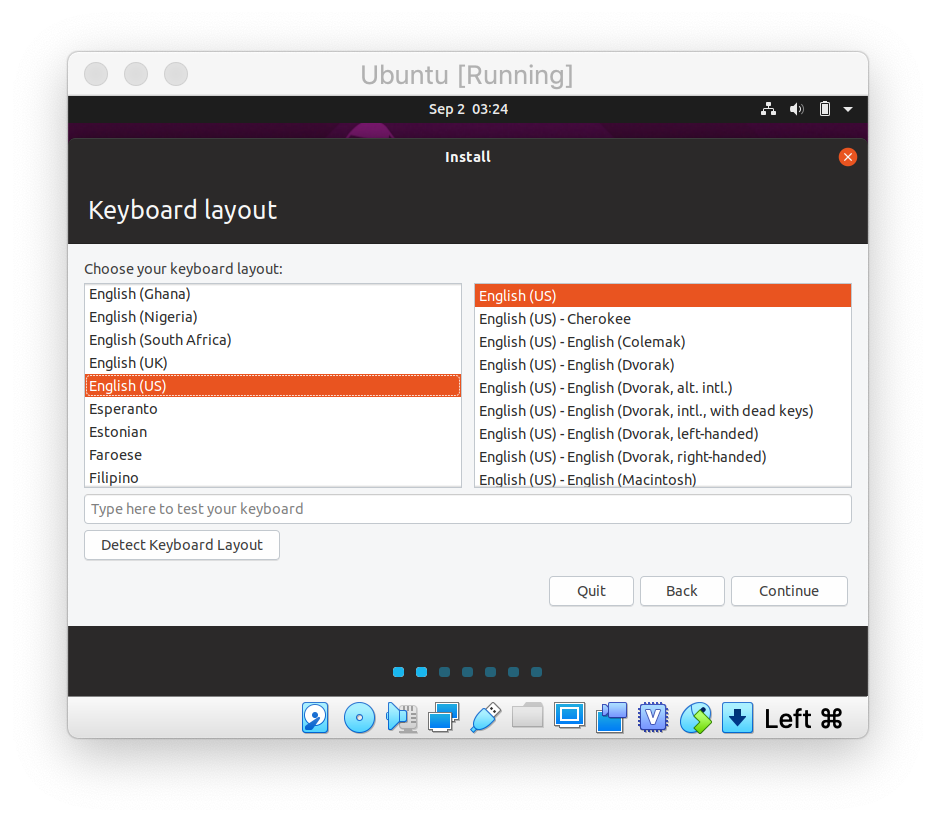 Ubuntu [Running]
Sep 2 03:24
Install
Keyboard layout
Choose your keyboard layout:
English (Ghana)
English (Nigeria)
English (South Africa)
English (UK)
English (US)
Esperanto
Estonian
Faroese
Filipino
English (US)
English (US) - Cherokee
English (US) - English (Colemak)
English (US) - English (Dvorak)
English (US) - English (Dvorak, alt. intl.)
English (US) - English (Dvorak, intl., with dead keys)
English (US) - English (Dvorak, left-handed)
English (US) - English (Dvorak, right-handed)
English (US) - English (Macintosh)
Type here to test your keyboard
Detect Keyboard Layout
Quit Back Continue
V
Left ⌘